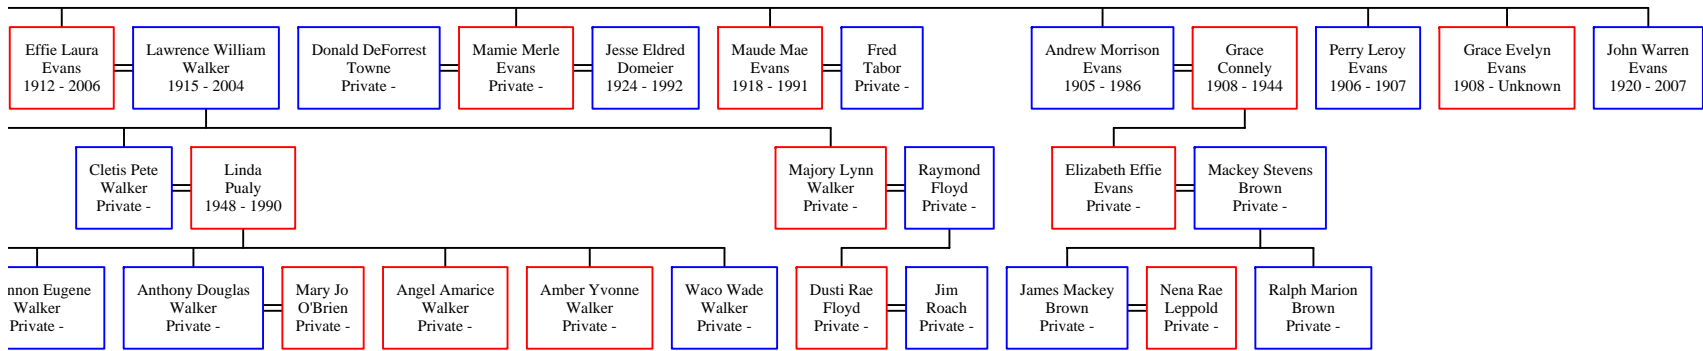 Effie Laura
Evans
1912 - 2006
Lawrence William
Walker
1915 - 2004
Donald DeForrest
Towne
Private -
Mamie Merle
Evans
Private -
Jesse Eldred
Domeier
1924 - 1992
Maude Mae
Evans
1918 - 1991
Fred
Tabor
Private -
Andrew Morrison
Evans
1905 - 1986
Grace
Connely
1908 - 1944
Perry Leroy
Evans
1906 - 1907
Grace Evelyn
Evans
1908 - Unknown
John Warren
Evans
1920 - 2007
Cletis Pete
Walker
Private -
Linda
Pualy
1948 - 1990
Majory Lynn
Walker
Private -
Raymond
Floyd
Private -
Elizabeth Effie
Evans
Private -
Mackey Stevens
Brown
Private -
nnon Eugene
Walker
Private -
Anthony Douglas
Walker
Private -
Mary Jo
O'Brien
Private -
Angel Amarice
Walker
Private -
Amber Yvonne
Walker
Private -
Waco Wade
Walker
Private -
Dusti Rae
Floyd
Private -
Jim
Roach
Private -
James Mackey
Brown
Private -
Nena Rae
Leppold
Private -
Ralph Marion
Brown
Private -